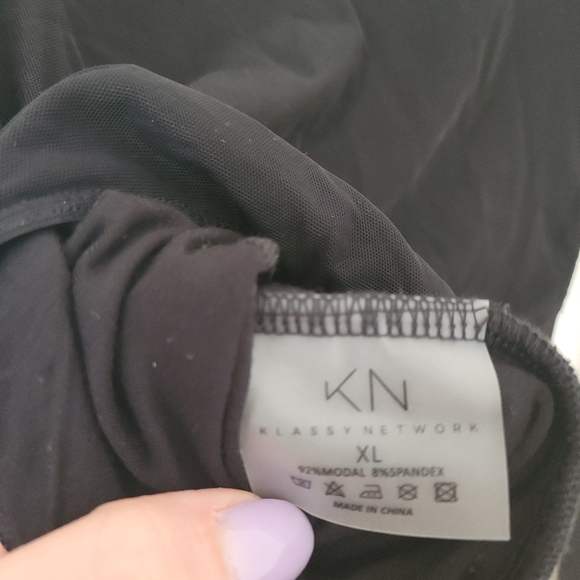 KN
KLASSY NETWORK
XL
92%MODAL 8%SPANDEX
MADE IN CHINA